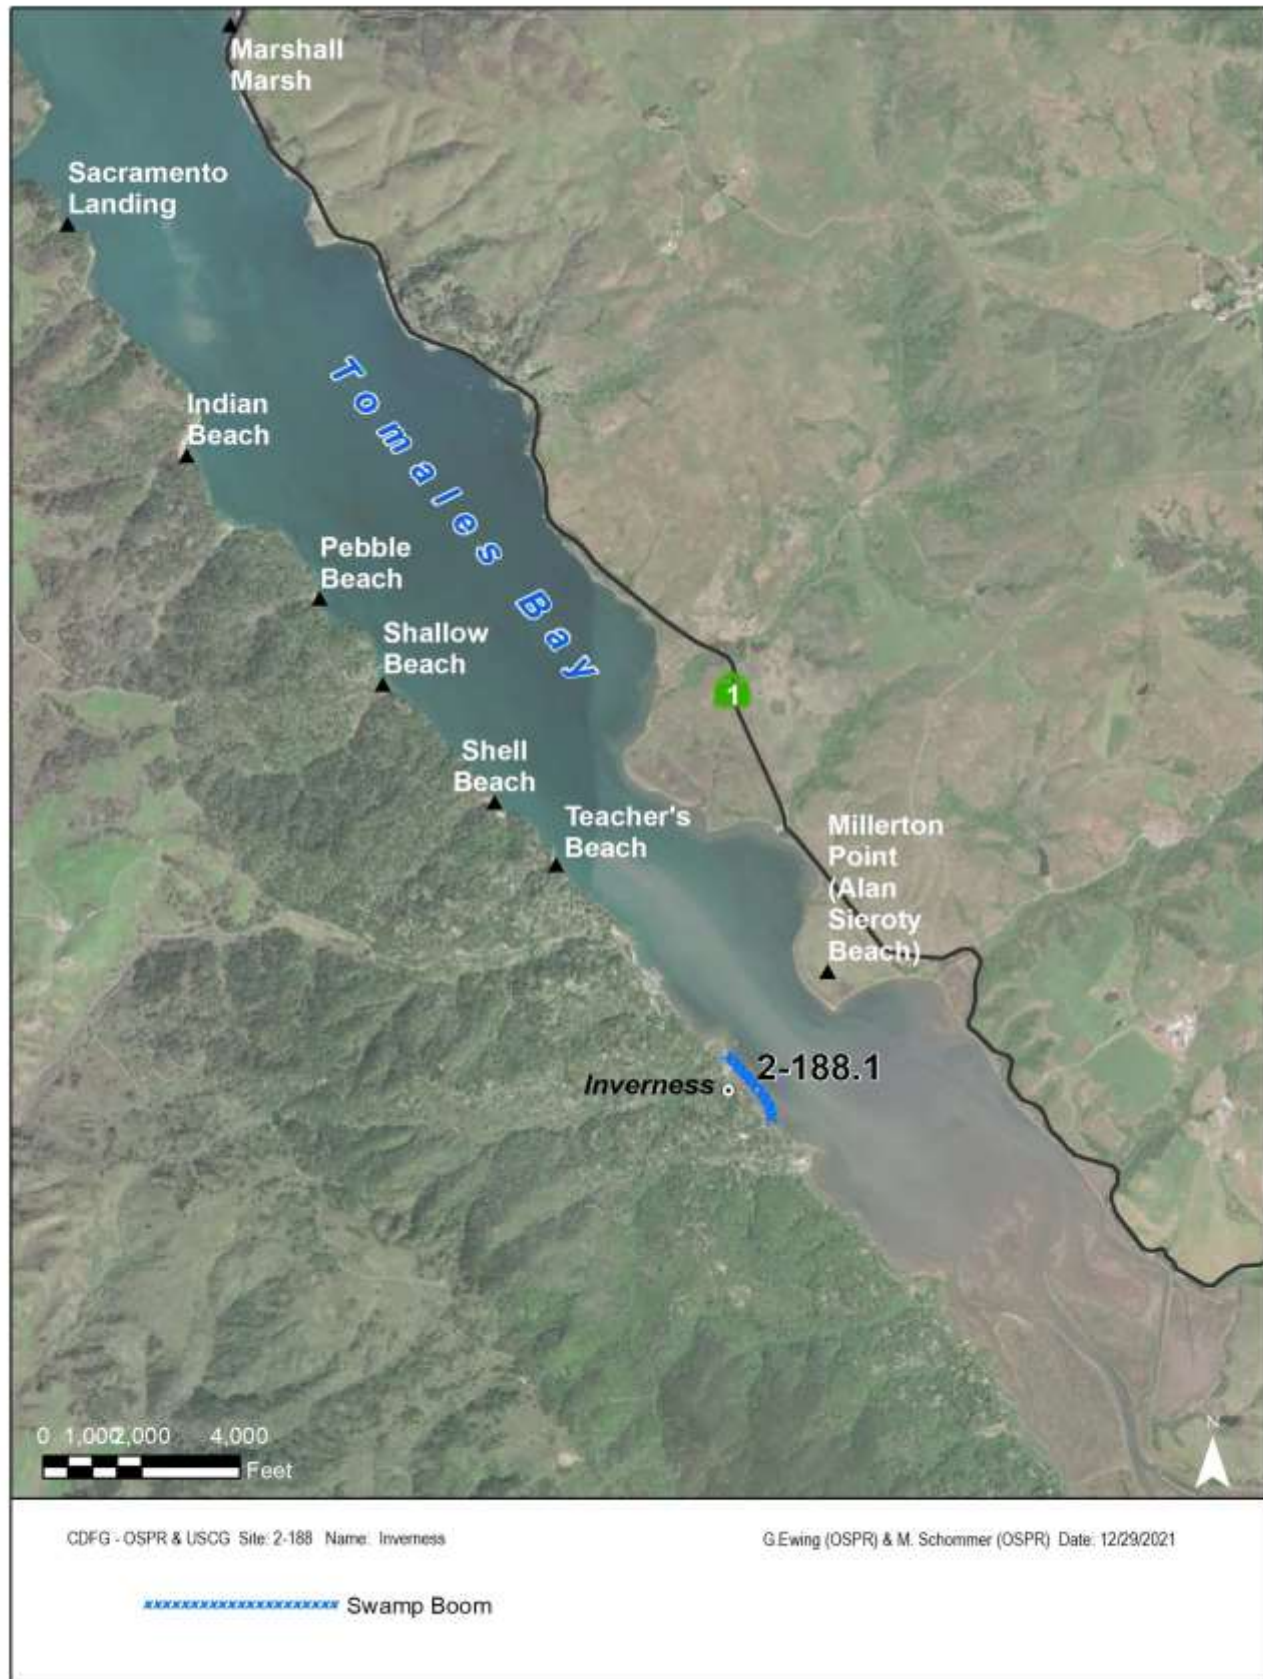 Marshall
Marsh
Sacramento
Landing
Tomales Bay
Indian
Beach
Pebble
Beach
Shallow
Beach
1
Shell
Beach
Teacher's
Beach
Millerton
Point
(Alan
Sieroty
Beach)
2-188.1
Inverness
0 1,000 2,000 4,000
Feet
N
CDFG - OSPR & USCG Site: 2-188 Name: Inverness
G.Ewing (OSPR) & M. Schommer (OSPR) Date: 12/29/2021
Swamp Boom